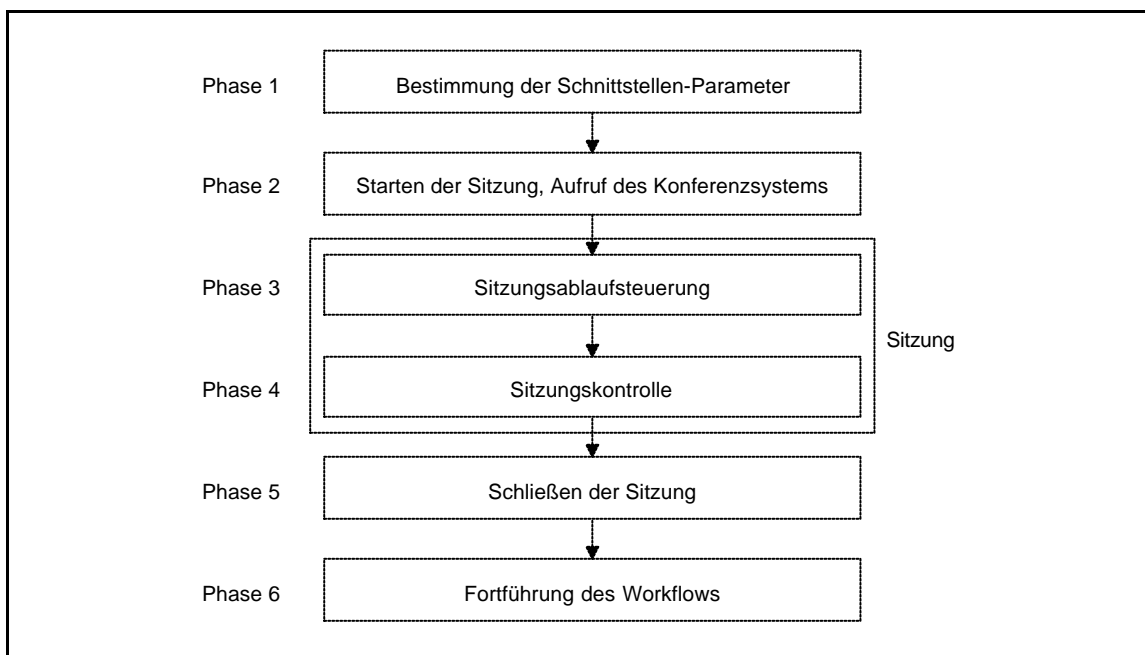 Phase 1 Bestimmung der Schnittstellen-Parameter
Phase 2 Starten der Sitzung, Aufruf des Konferenzsystems
Phase 3 Sitzungsablaufsteuerung
Sitzung
Phase 4 Sitzungskontrolle
Phase 5 Schließen der Sitzung
Phase 6 Fortführung des Workflows